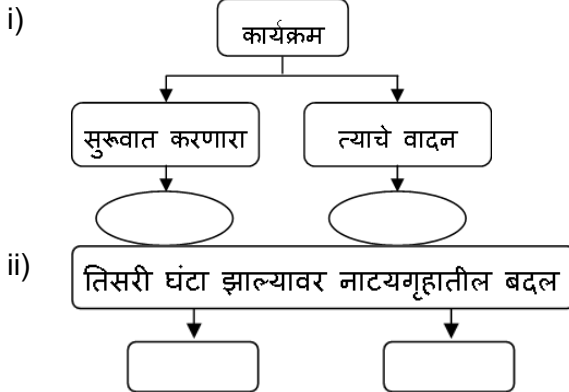 i)
कार्यक्रम
सुरूवात करणारा
त्याचे वादन
ii)
तिसरी घंटा झाल्यावर नाटयगृहातील बदल